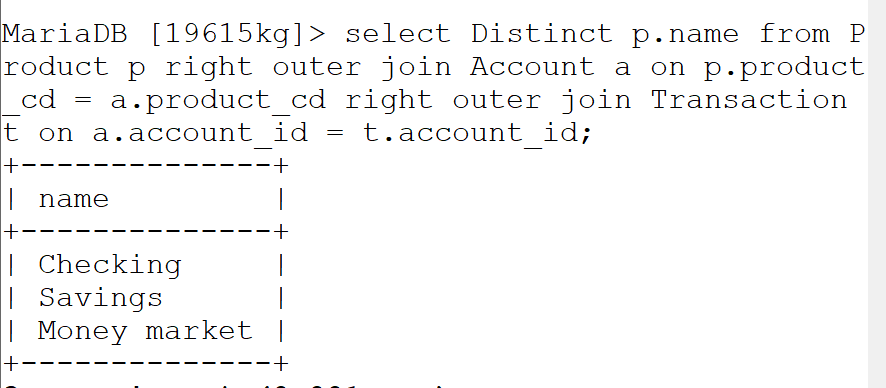 MariaDB [19615kg]> select Distinct p.name from P
roduct p right outer join Account a on p.product
_cd = a.product_cd right outer join Transaction
t on a.account_id = t.account_id;
+--------------+
| name         |
+--------------+
| Checking     |
| Savings      |
| Money market |
+--------------+